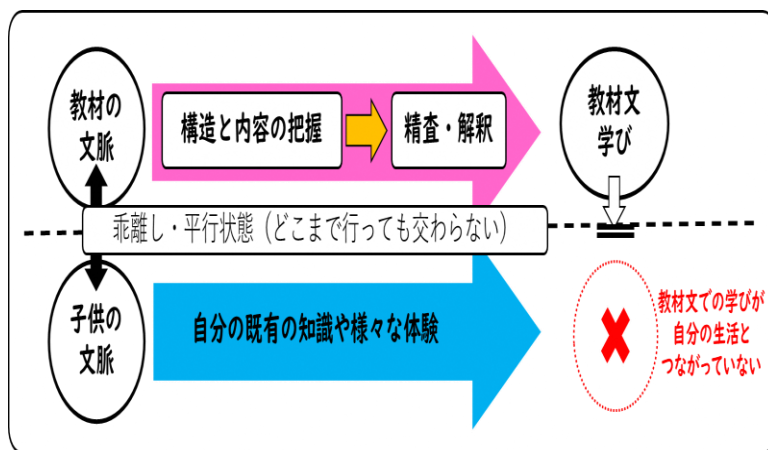 教材の
文脈
構造と内容の把握
精査・解釈
教材文
学び
乖離し・平行状態（どこまで行っても交わらない）
子供の
文脈
自分の既有の知識や様々な体験
教材文での学びが
自分の生活と
つながっていない